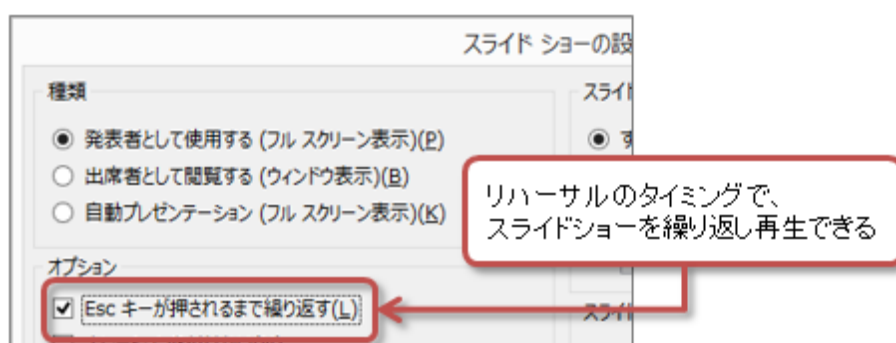 スライド ショーの設
種類
発表者として使用する (フル スクリーン表示)(P)
出席者として閲覧する (ウィンドウ表示)(B)
自動プレゼンテーション (フル スクリーン表示)(K)
スライ
リハーサルのタイミングで、
スライドショーを繰り返し再生できる
オプション
Esc キーが押されるまで繰り返す(L)
スライ